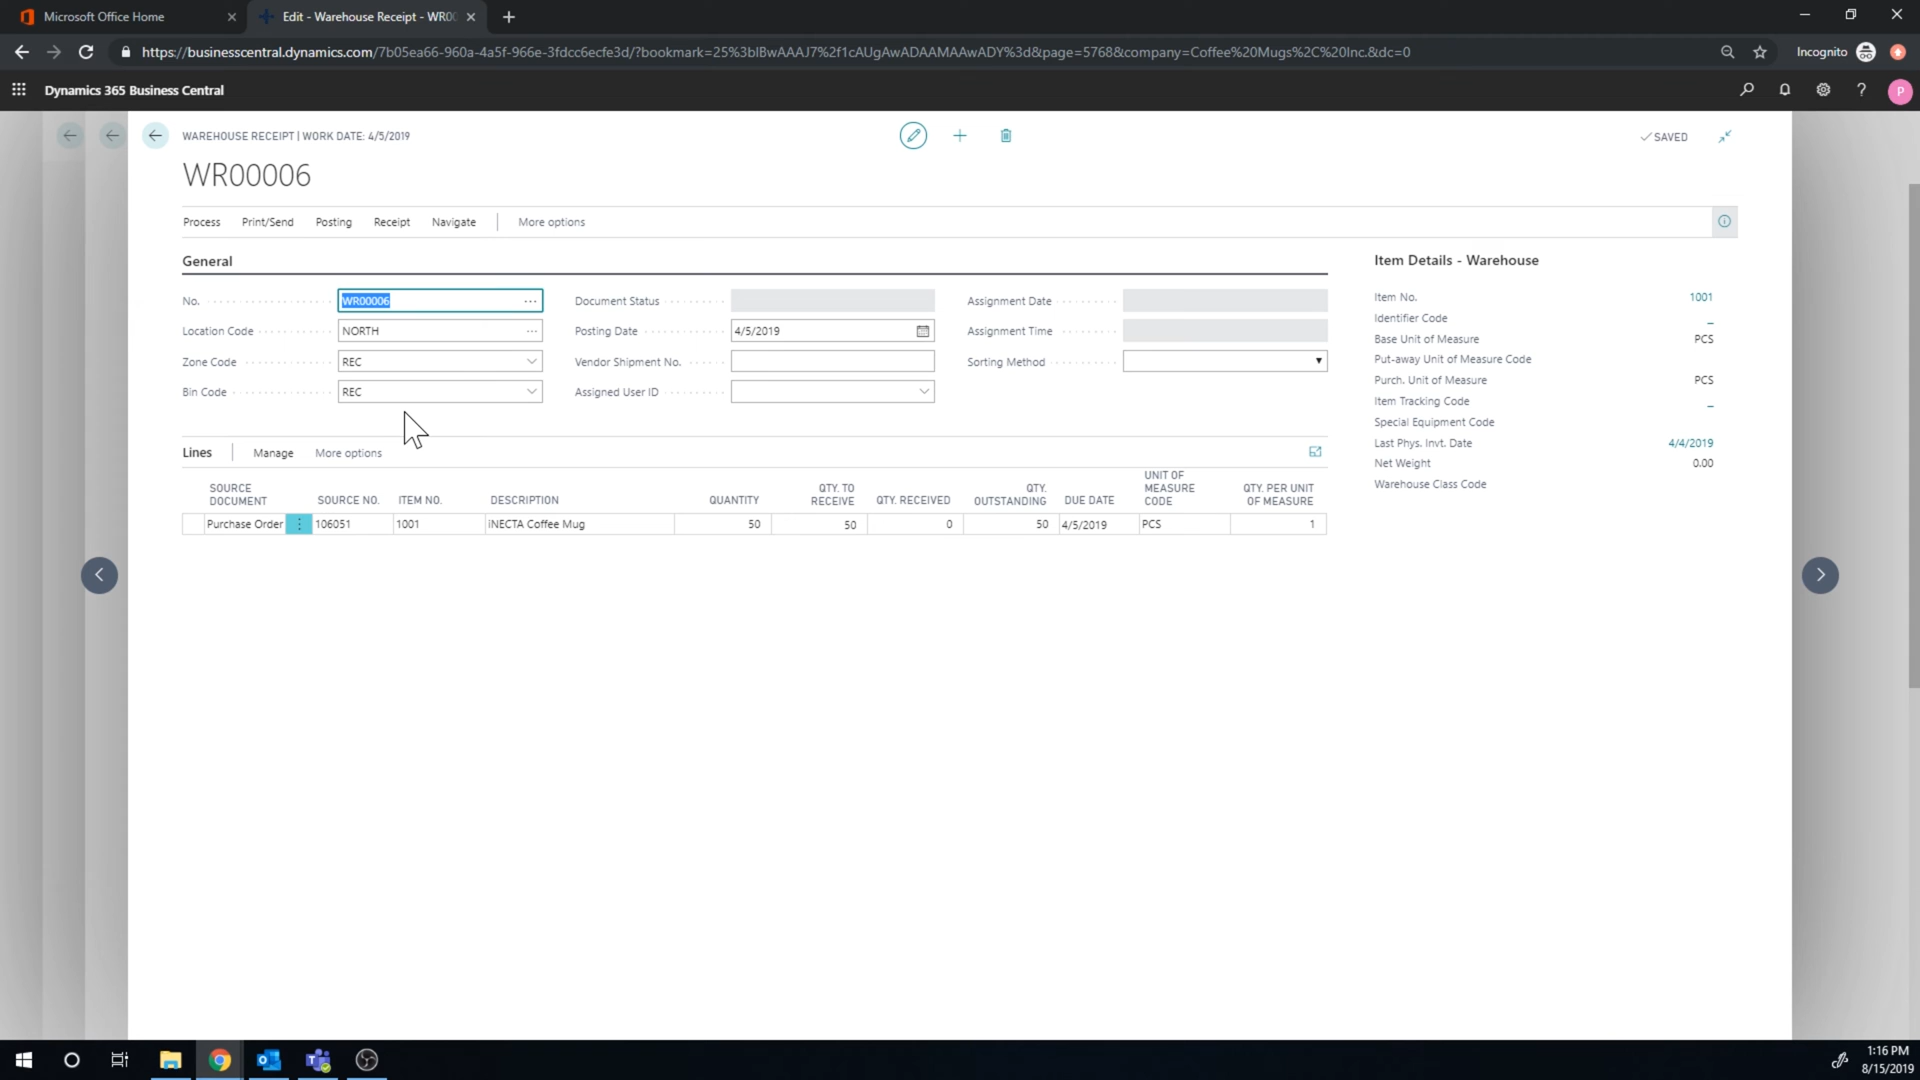 Microsoft Office Home
Edit - Warehouse Receipt - WR00
https://businesscentral.dynamics.com/7b05ea66-960a-4a5f-966e-3fdcc6ecfe3d/?bookmark=25%3bIBwAAAJ7%2f1cAUgAwADAAMAAwADY%3d&page=5768&company=Coffee%20Mugs%2C%20Inc.&dc=0
Incognito
Dynamics 365 Business Central
?
P
WAREHOUSE RECEIPT | WORK DATE: 4/5/2019
SAVED
WR00006
Process Print/Send Posting Receipt Navigate More options
General
No. WR00006
Location Code NORTH
Zone Code REC
Bin Code REC
Document Status
Posting Date 4/5/2019
Vendor Shipment No.
Assigned User ID
Assignment Date
Assignment Time
Sorting Method
Lines Manage More options
SOURCE DOCUMENT SOURCE NO. ITEM NO. DESCRIPTION QUANTITY QTY. TO RECEIVE QTY. RECEIVED QTY. OUTSTANDING DUE DATE UNIT OF MEASURE CODE QTY. PER UNIT OF MEASURE
Purchase Order 106051 1001 iNECTA Coffee Mug 50 50 0 50 4/5/2019 PCS 1
Item Details - Warehouse
Item No. 1001
Identifier Code _
Base Unit of Measure PCS
Put-away Unit of Measure Code
Purch. Unit of Measure PCS
Item Tracking Code _
Special Equipment Code
Last Phys. Invt. Date 4/4/2019
Net Weight 0.00
Warehouse Class Code
1:16 PM
8/15/2019